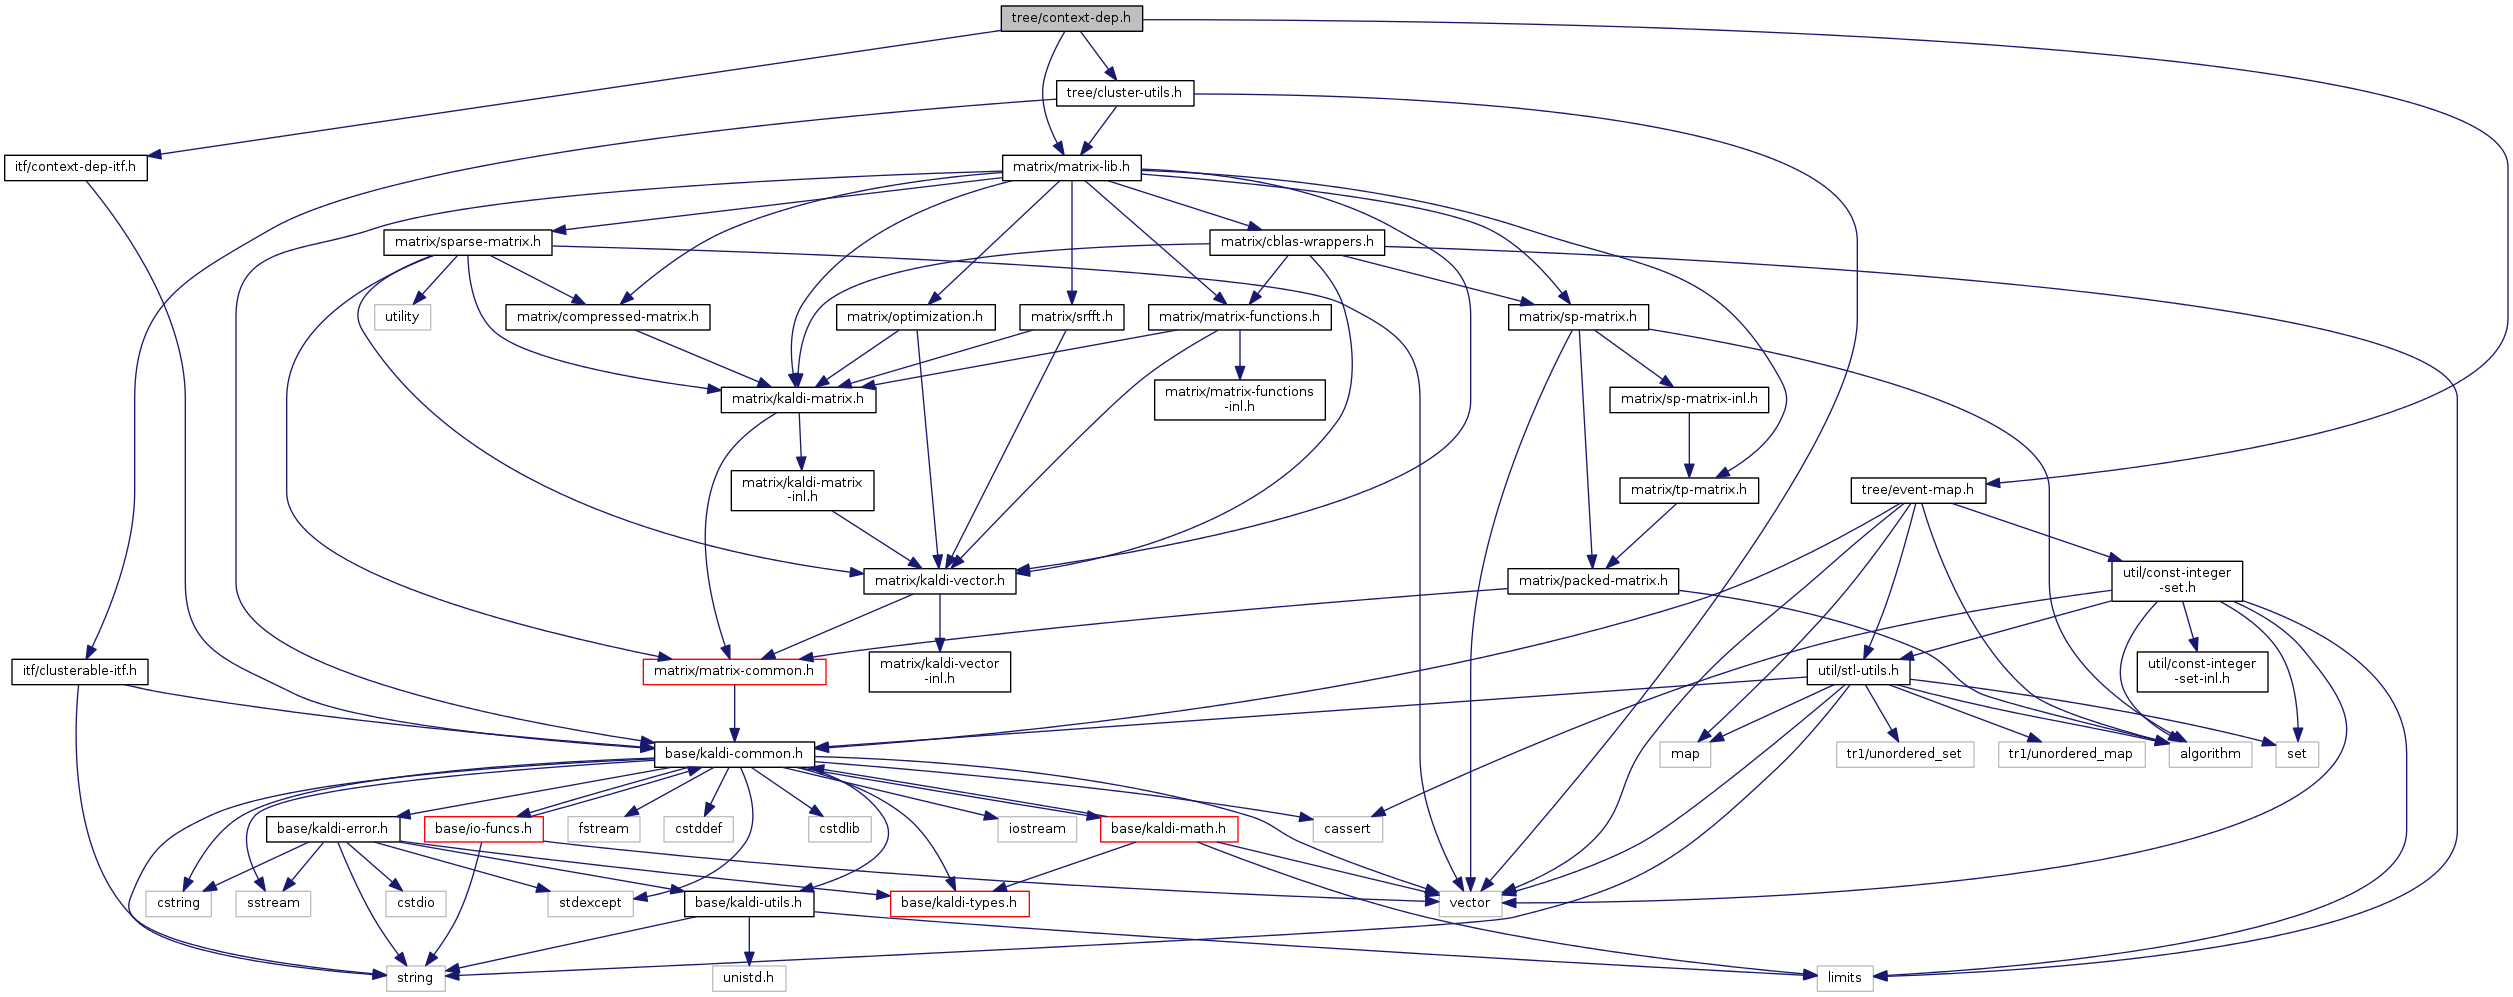 tree/context-dep.h
tree/cluster-utils.h
itf/context-dep-itf.h
matrix/matrix-lib.h
matrix/sparse-matrix.h
matrix/cblas-wrappers.h
utility
matrix/compressed-matrix.h
matrix/optimization.h
matrix/srfft.h
matrix/matrix-functions.h
matrix/sp-matrix.h
matrix/kaldi-matrix.h
matrix/matrix-functions
-inl.h
matrix/sp-matrix-inl.h
matrix/kaldi-matrix
-inl.h
matrix/tp-matrix.h
tree/event-map.h
matrix/kaldi-vector.h
matrix/packed-matrix.h
util/const-integer
-set.h
itf/clusterable-itf.h
matrix/matrix-common.h
matrix/kaldi-vector
-inl.h
util/stl-utils.h
util/const-integer
-set-inl.h
base/kaldi-common.h
map
tr1/unordered_set
tr1/unordered_map
algorithm
set
base/kaldi-error.h
base/io-funcs.h
fstream
cstddef
cstdlib
iostream
base/kaldi-math.h
cassert
cstring
sstream
cstdio
stdexcept
base/kaldi-utils.h
base/kaldi-types.h
vector
string
unistd.h
limits